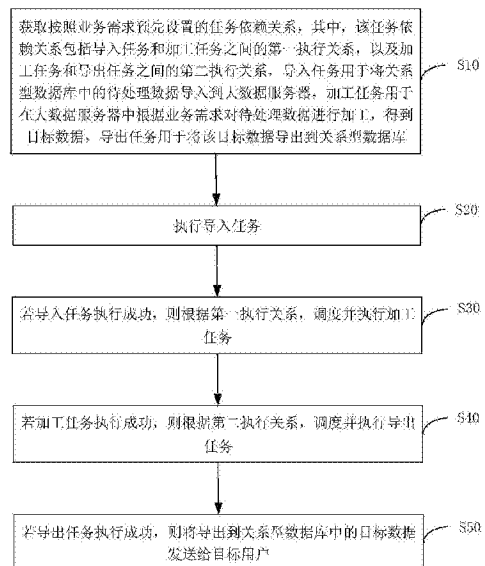 获取按照业务需求预先设置的任务依赖关系，其中，该任务依
赖关系包括导入任务和加工任务之间的第一执行关系，以及加
工任务和导出任务之间的第二执行关系，导入任务用于将关系
型数据库中的待处理数据导入到大数据服务器，加工任务用于
在大数据服务器中根据业务需求对待处理数据进行加工，得到
目标数据，导出任务用于将该目标数据导出到关系型数据库
S10
执行导入任务
S20
若导入任务执行成功，则根据第一执行关系，调度并执行加工
任务
S30
若加工任务执行成功，则根据第二执行关系，调度并执行导出
任务
S40
若导出任务执行成功，则将导出到关系型数据库中的目标数据
发送给目标用户
S50